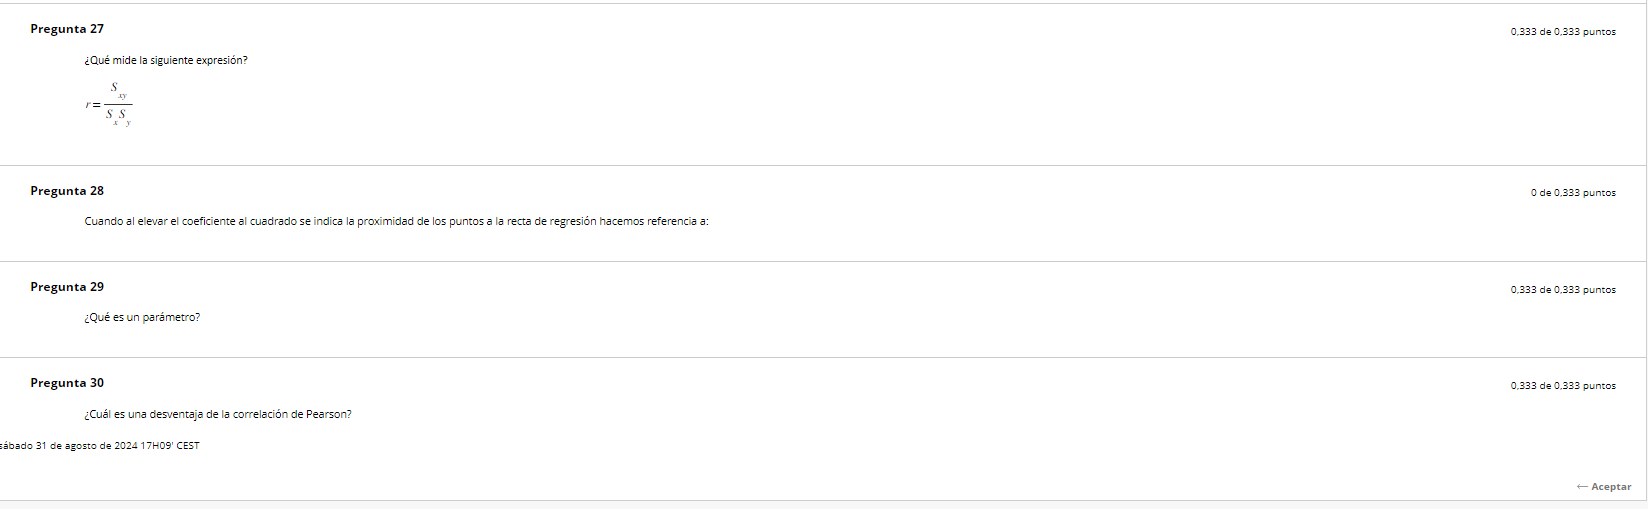 Pregunta 27
0,333 de 0,333 puntos
¿Qué mide la siguiente expresión?
r = S xy / S x S y
Pregunta 28
0 de 0,333 puntos
Cuando al elevar el coeficiente al cuadrado se indica la proximidad de los puntos a la recta de regresión hacemos referencia a:
Pregunta 29
0,333 de 0,333 puntos
¿Qué es un parámetro?
Pregunta 30
0,333 de 0,333 puntos
¿Cuál es una desventaja de la correlación de Pearson?
sábado 31 de agosto de 2024 17H09' CEST
← Aceptar